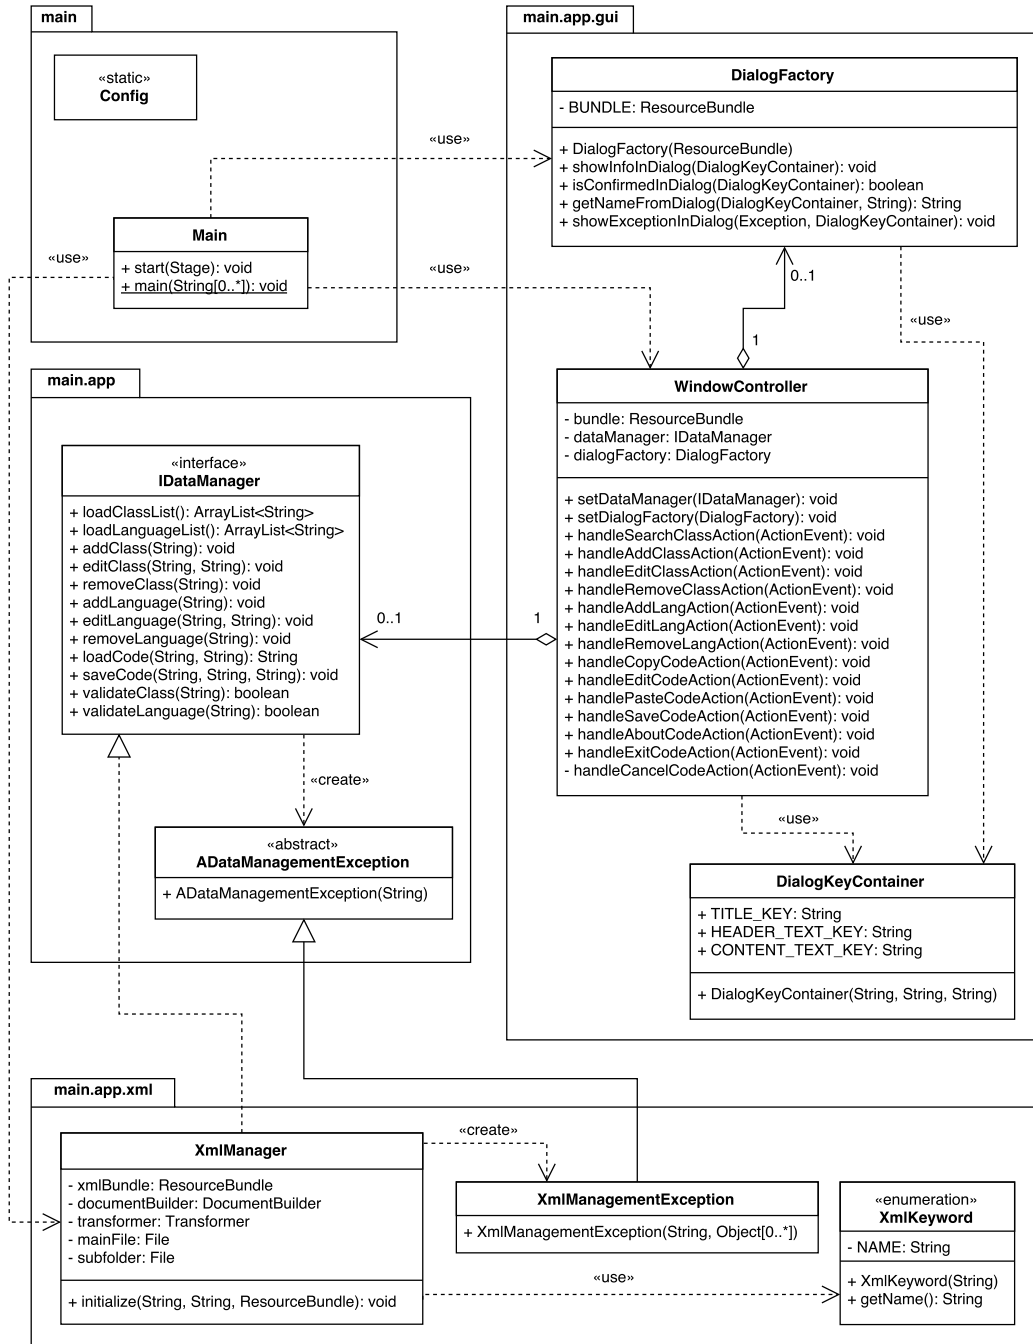 main
«static»
Config
Main
+ start(Stage): void
+ main(String[0..*]): void
«use»
«use»
«use»
main.app.gui
DialogFactory
- BUNDLE: ResourceBundle
+ DialogFactory(ResourceBundle)
+ showInfoInDialog(DialogKeyContainer): void
+ isConfirmedInDialog(DialogKeyContainer): boolean
+ getNameFromDialog(DialogKeyContainer, String): String
+ showExceptionInDialog(Exception, DialogKeyContainer): void
0..1
1
«use»
WindowController
- bundle: ResourceBundle
- dataManager: IDataManager
- dialogFactory: DialogFactory
+ setDataManager(IDataManager): void
+ setDialogFactory(DialogFactory): void
+ handleSearchClassAction(ActionEvent): void
+ handleAddClassAction(ActionEvent): void
+ handleEditClassAction(ActionEvent): void
+ handleRemoveClassAction(ActionEvent): void
+ handleAddLangAction(ActionEvent): void
+ handleEditLangAction(ActionEvent): void
+ handleRemoveLangAction(ActionEvent): void
+ handleCopyCodeAction(ActionEvent): void
+ handleEditCodeAction(ActionEvent): void
+ handlePasteCodeAction(ActionEvent): void
+ handleSaveCodeAction(ActionEvent): void
+ handleAboutCodeAction(ActionEvent): void
+ handleExitCodeAction(ActionEvent): void
- handleCancelCodeAction(ActionEvent): void
«use»
DialogKeyContainer
+ TITLE_KEY: String
+ HEADER_TEXT_KEY: String
+ CONTENT_TEXT_KEY: String
+ DialogKeyContainer(String, String, String)
main.app
«interface»
IDataManager
+ loadClassList(): ArrayList<String>
+ loadLanguageList(): ArrayList<String>
+ addClass(String): void
+ editClass(String, String): void
+ removeClass(String): void
+ addLanguage(String): void
+ editLanguage(String, String): void
+ removeLanguage(String): void
+ loadCode(String, String): String
+ saveCode(String, String, String): void
+ validateClass(String): boolean
+ validateLanguage(String): boolean
0..1
1
«create»
«abstract»
ADataManagementException
+ ADataManagementException(String)
main.app.xml
XmlManager
- xmlBundle: ResourceBundle
- documentBuilder: DocumentBuilder
- transformer: Transformer
- mainFile: File
- subfolder: File
+ initialize(String, String, ResourceBundle): void
«create»
XmlManagementException
+ XmlManagementException(String, Object[0..*])
«use»
«enumeration»
XmlKeyword
- NAME: String
+ XmlKeyword(String)
+ getName(): String